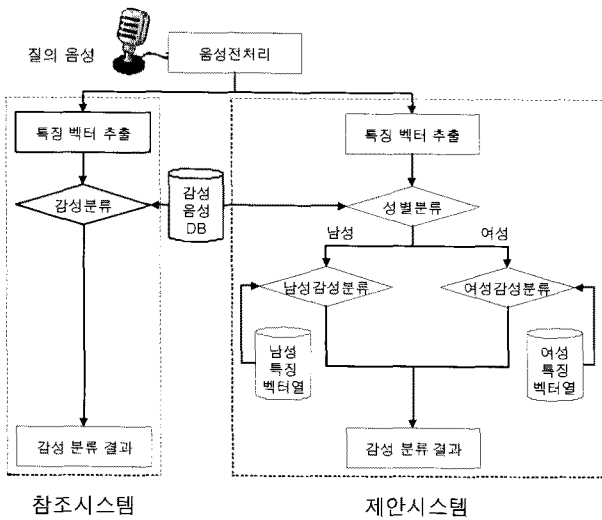 질의 음성
음성전처리
특징 벡터 추출
특징 벡터 추출
감성분류
감성
음성
DB
성별분류
남성
여성
남성감성분류
여성감성분류
남성
특징
벡터열
여성
특징
벡터열
감성 분류 결과
감성 분류 결과
참조시스템
제안시스템